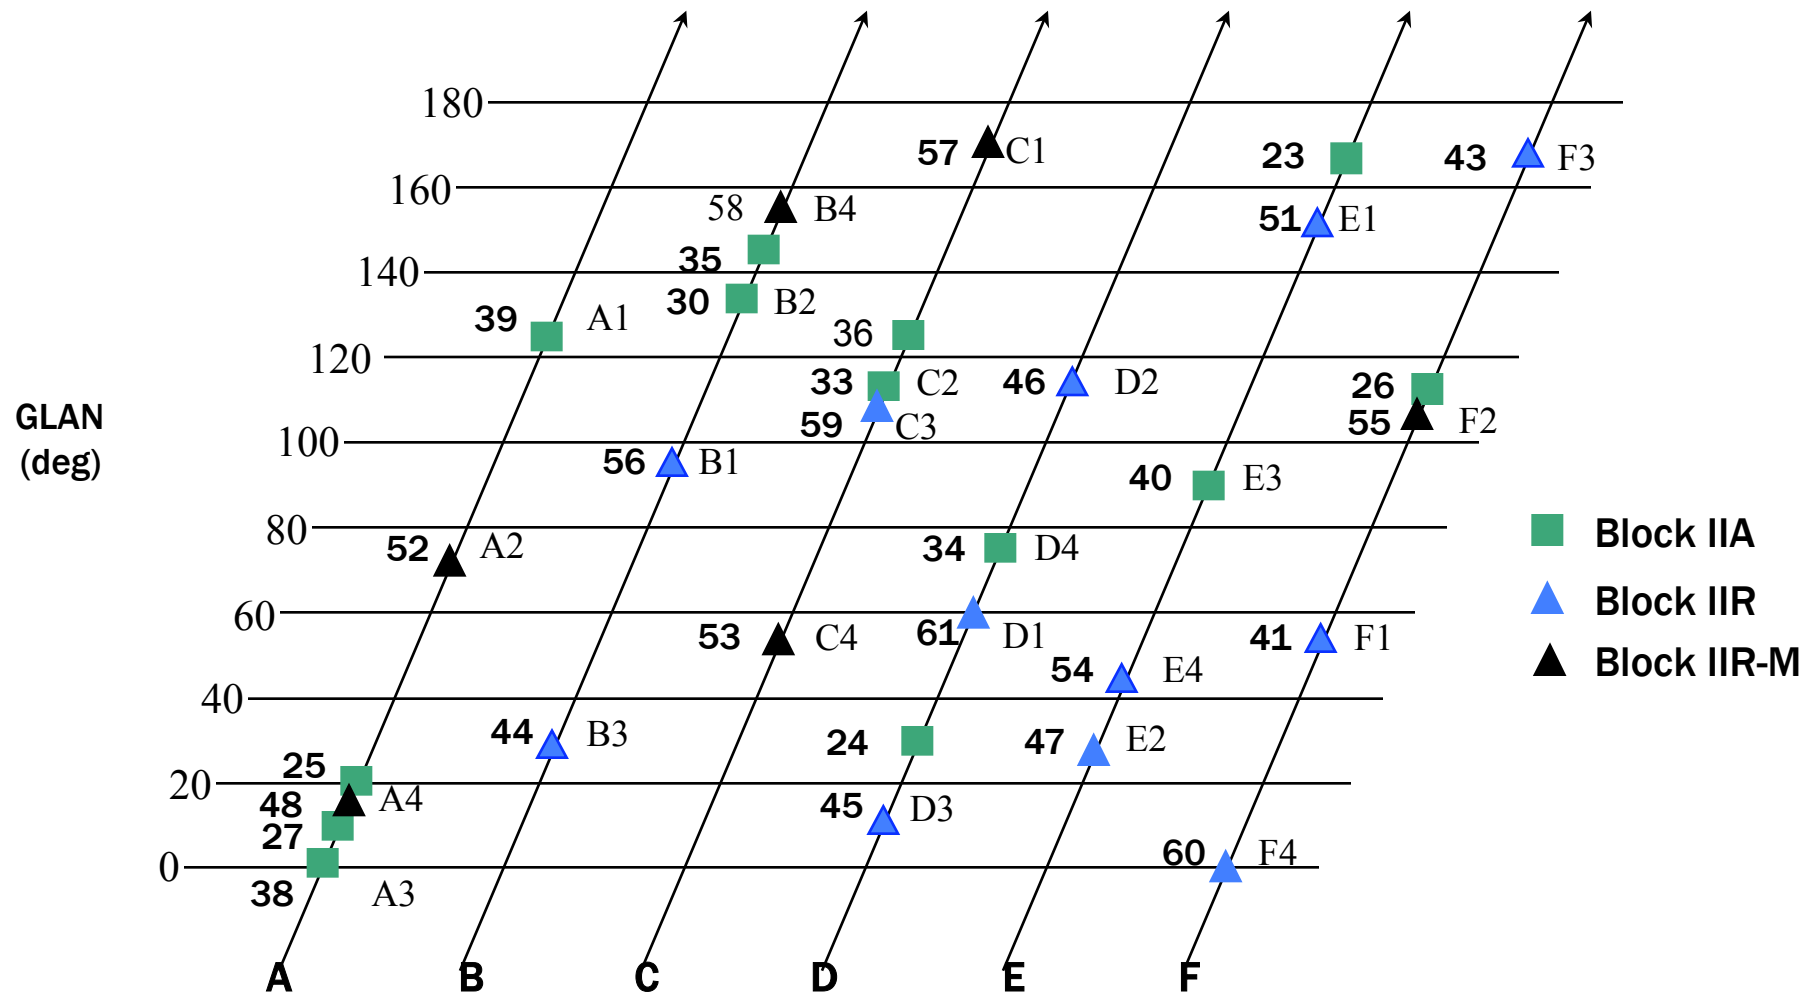 180
57 C1
23
43 F3
160
58 B4
51 E1
35
140
30 B2
39 A1
36
120
33 C2
46 D2
26
59 C3
55 F2
100
56 B1
40 E3
GLAN
(deg)
80
52 A2
34 D4
Block IIA
60
61 D1
53 C4
41 F1
Block IIR
54 E4
Block IIR-M
40
44 B3
24
47 E2
25
20
48 A4
45 D3
27
0
60 F4
38 A3
A B C D E F